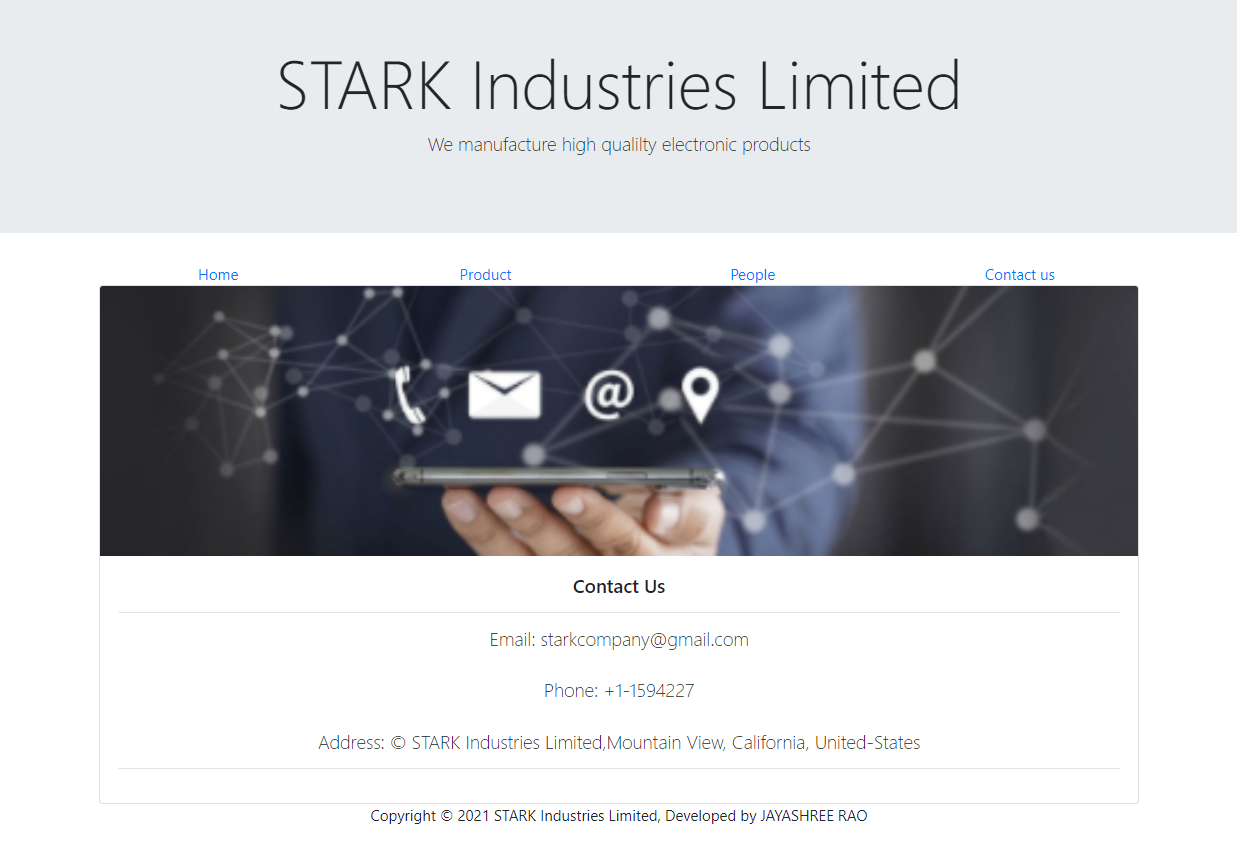 STARK Industries Limited
We manufacture high qualilty electronic products
Home Product People Contact us
@
Contact Us
Email: starkcompany@gmail.com
Phone: +1-1594227
Address: © STARK Industries Limited,Mountain View, California, United-States
Copyright © 2021 STARK Industries Limited, Developed by JAYASHREE RAO